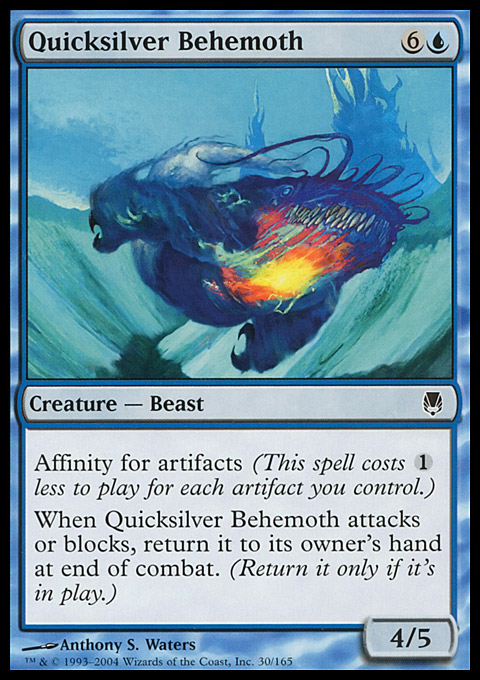 Quicksilver Behemoth 6
Creature — Beast
Affinity for artifacts (This spell costs 1
less to play for each artifact you control.)
When Quicksilver Behemoth attacks
or blocks, return it to its owner's hand
at end of combat. (Return it only if it's
in play.)
4/5
Anthony S. Waters
™ & © 1993–2004 Wizards of the Coast, Inc. 30/165